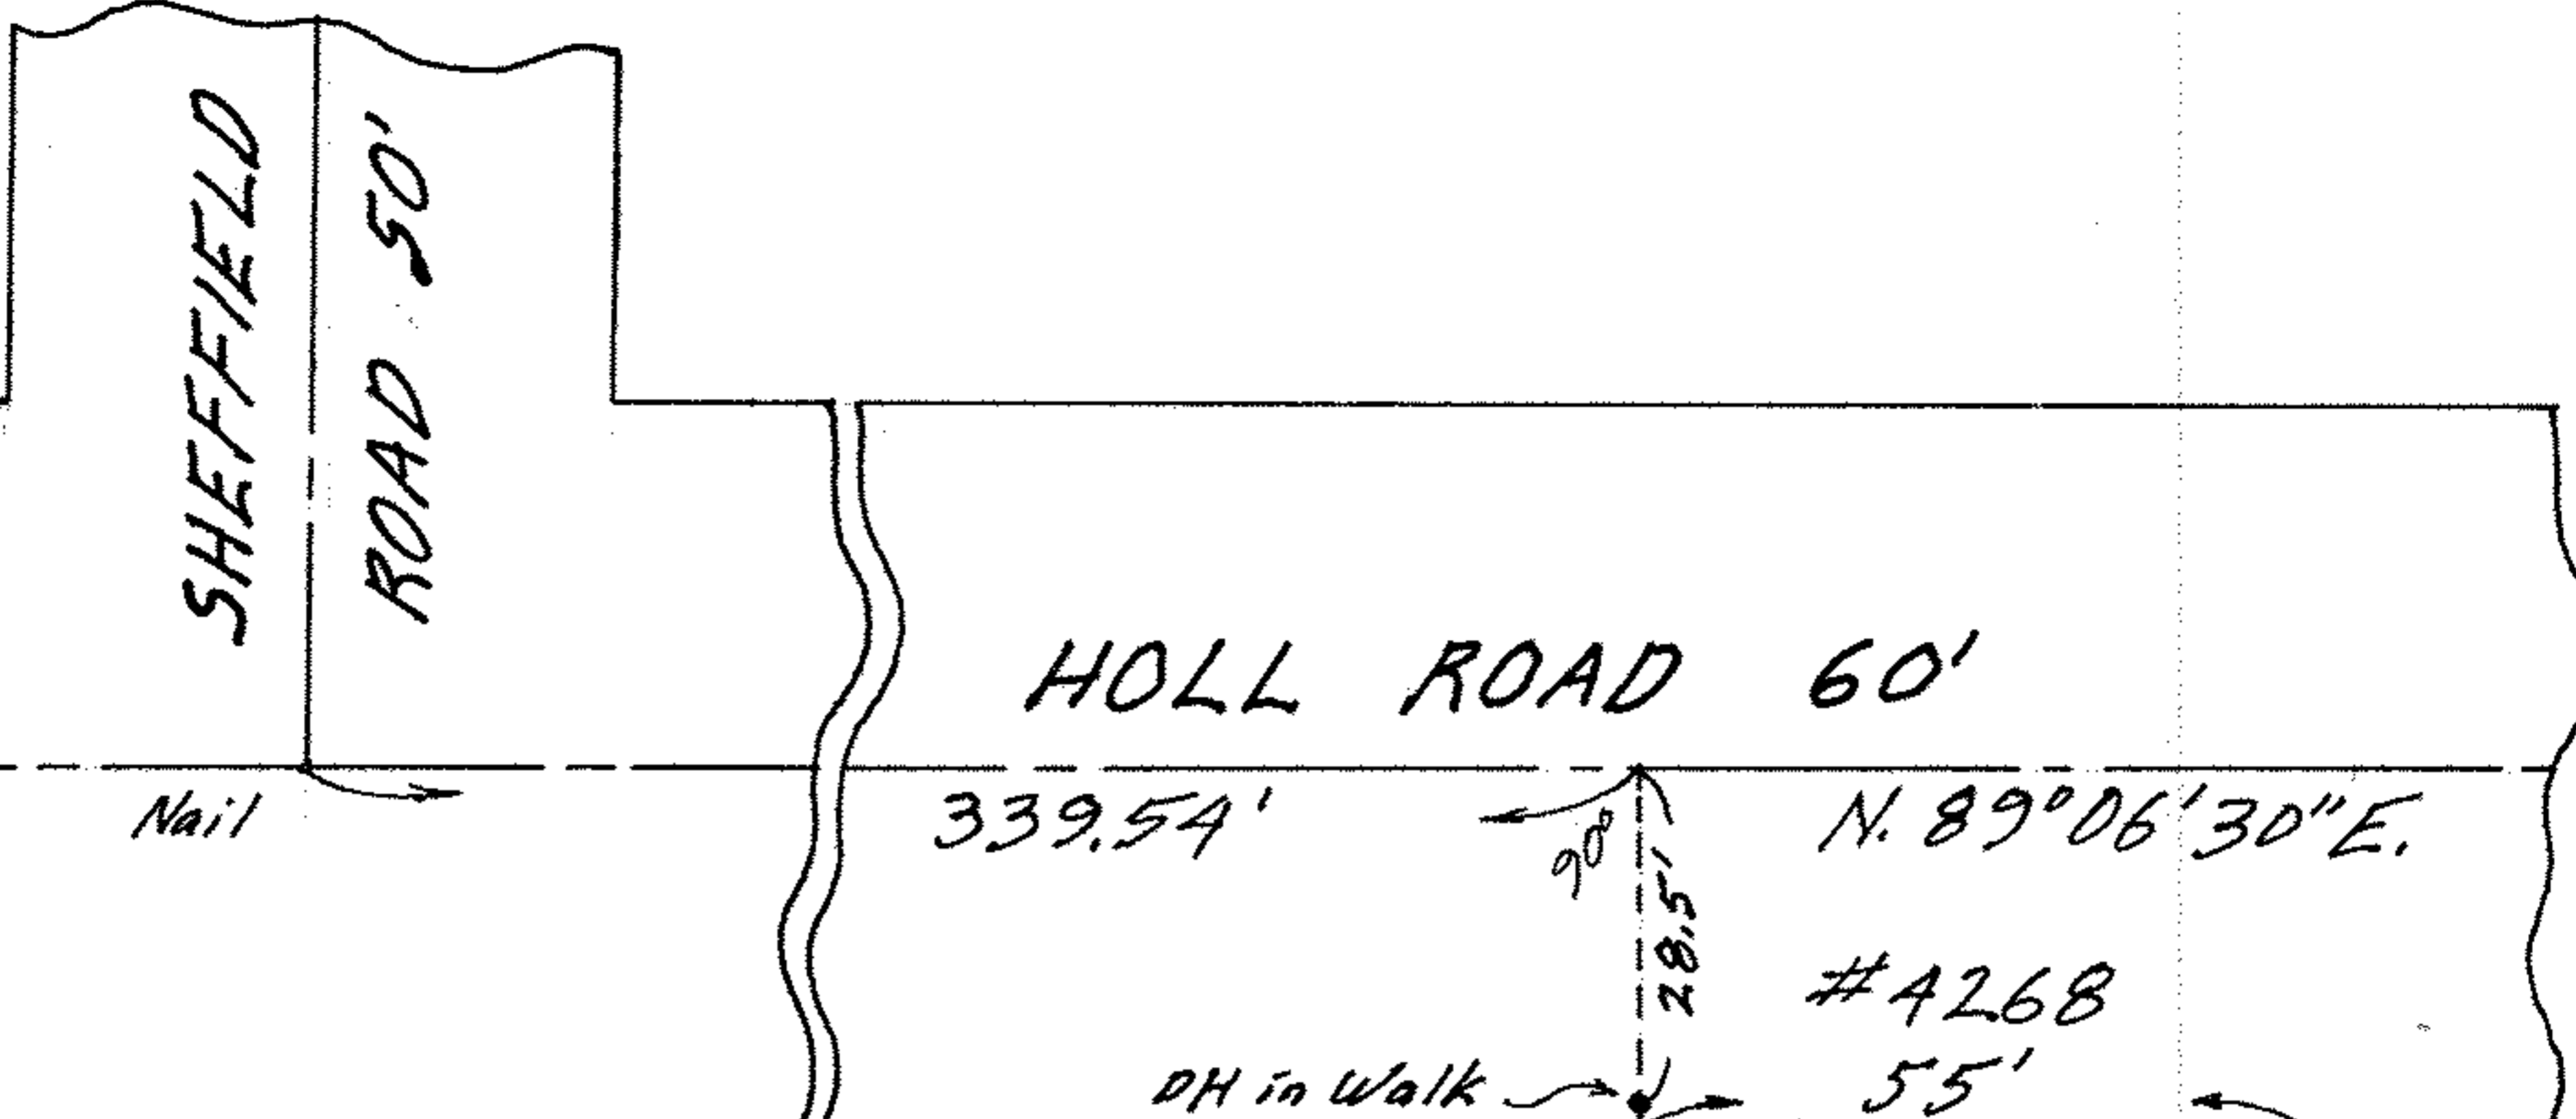 SHEFFIELD
ROAD 50'
HOLL ROAD 60'
Nail
339.54'
90°
N. 89°06'30"E.
28.5'
#4268
DH in Walk
55'